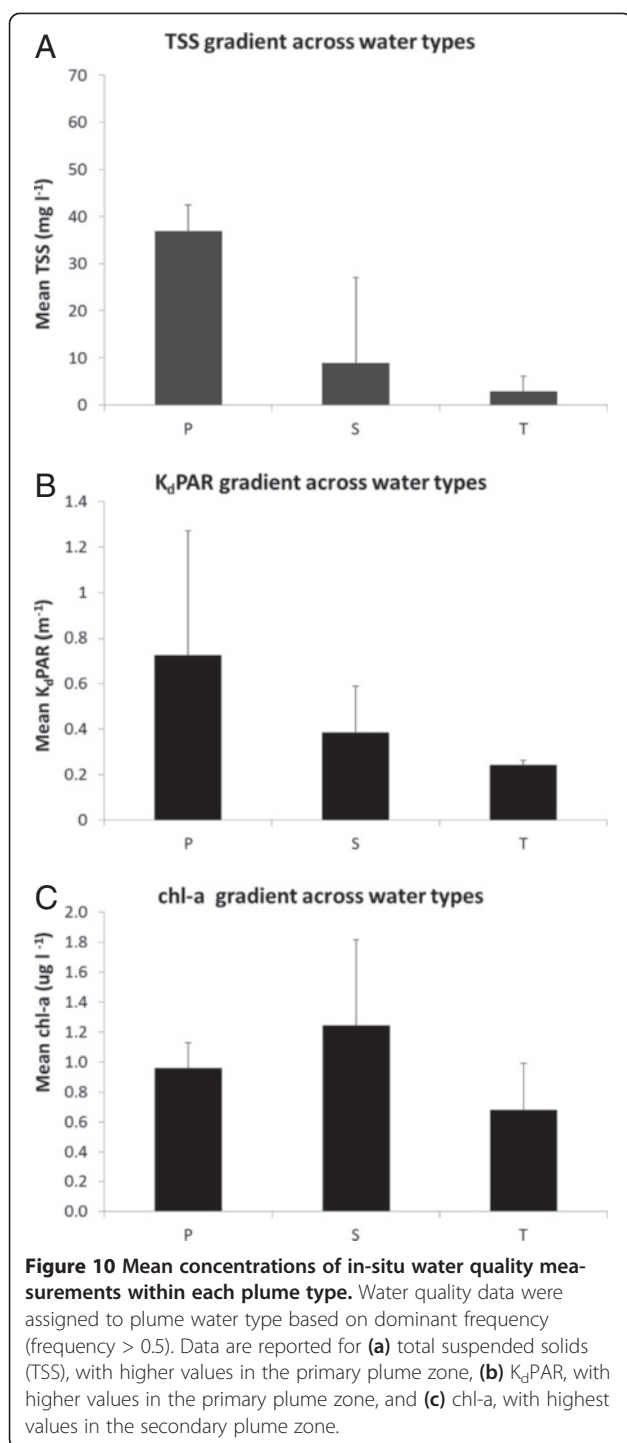 A
TSS gradient across water types
Mean TSS (mg l⁻¹)
70
60
50
40
30
20
10
0
P S T
B
KdPAR gradient across water types
Mean KdPAR (m⁻¹)
1.4
1.2
1
0.8
0.6
0.4
0.2
0
P S T
C
chl-a gradient across water types
Mean chl-a (ug l⁻¹)
2.0
1.8
1.6
1.4
1.2
1.0
0.8
0.6
0.4
0.2
0.0
P S T
Figure 10 Mean concentrations of in-situ water quality mea-
surements within each plume type. Water quality data were
assigned to plume water type based on dominant frequency
(frequency > 0.5). Data are reported for (a) total suspended solids
(TSS), with higher values in the primary plume zone, (b) KdPAR, with
higher values in the primary plume zone, and (c) chl-a, with highest
values in the secondary plume zone.